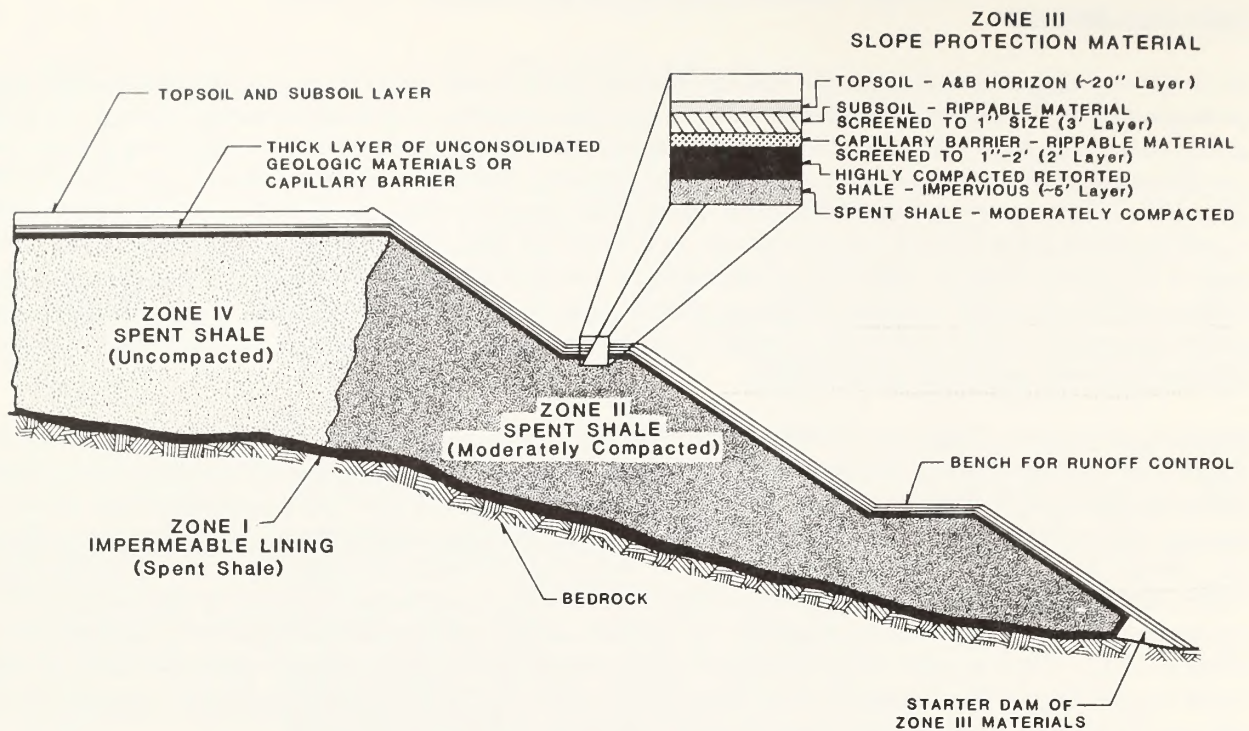 ZONE III
SLOPE PROTECTION MATERIAL
TOPSOIL - A&B HORIZON (~20'' Layer)
SUBSOIL - RIPPABLE MATERIAL
SCREENED TO 1'' SIZE (3' Layer)
CAPILLARY BARRIER - RIPPABLE MATERIAL
SCREENED TO 1''-2' (2' Layer)
HIGHLY COMPACTED RETORTED
SHALE - IMPERVIOUS (~5' Layer)
SPENT SHALE - MODERATELY COMPACTED
TOPSOIL AND SUBSOIL LAYER
THICK LAYER OF UNCONSOLIDATED
GEOLOGIC MATERIALS OR
CAPILLARY BARRIER
ZONE IV
SPENT SHALE
(Uncompacted)
ZONE II
SPENT SHALE
(Moderately Compacted)
BENCH FOR RUNOFF CONTROL
ZONE I
IMPERMEABLE LINING
(Spent Shale)
BEDROCK
STARTER DAM OF
ZONE III MATERIALS